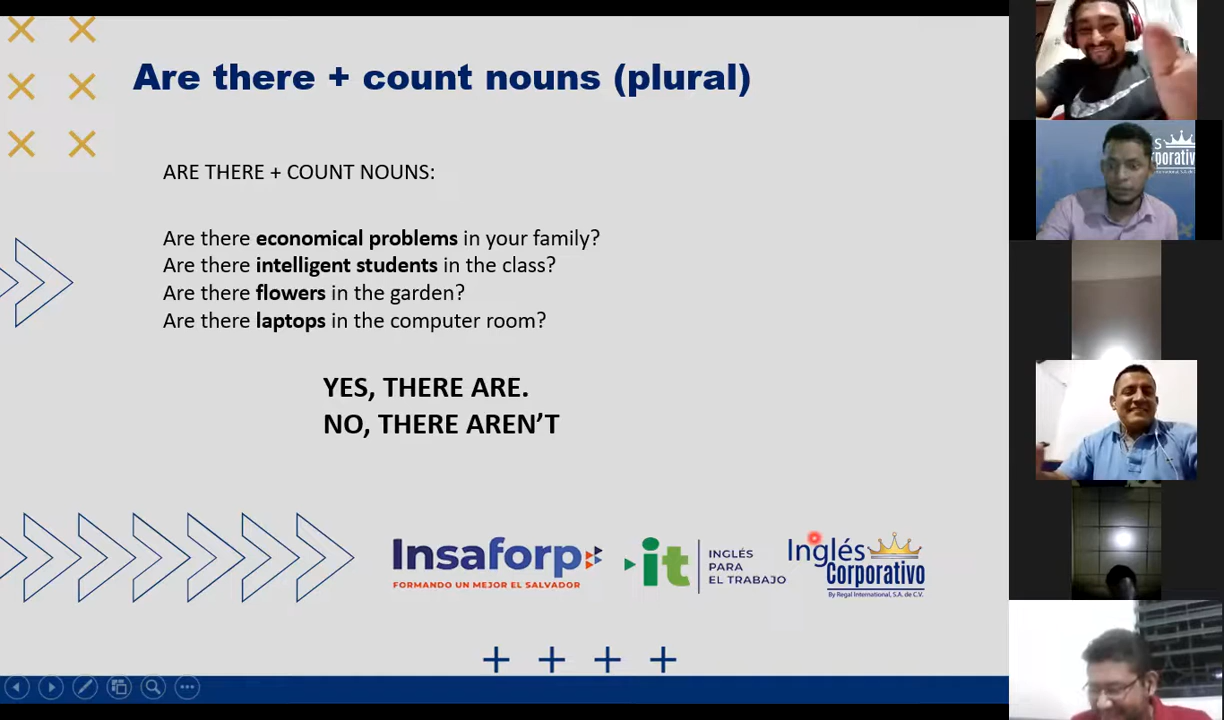 Are there + count nouns (plural)
ARE THERE + COUNT NOUNS:
Are there economical problems in your family?
Are there intelligent students in the class?
Are there flowers in the garden?
Are there laptops in the computer room?
YES, THERE ARE.
NO, THERE AREN’T
Insaforp
FORMANDO UN MEJOR EL SALVADOR
it
INGLÉS
PARA
EL TRABAJO
Inglés
Corporativo
By Regal International, S.A. de C.V.